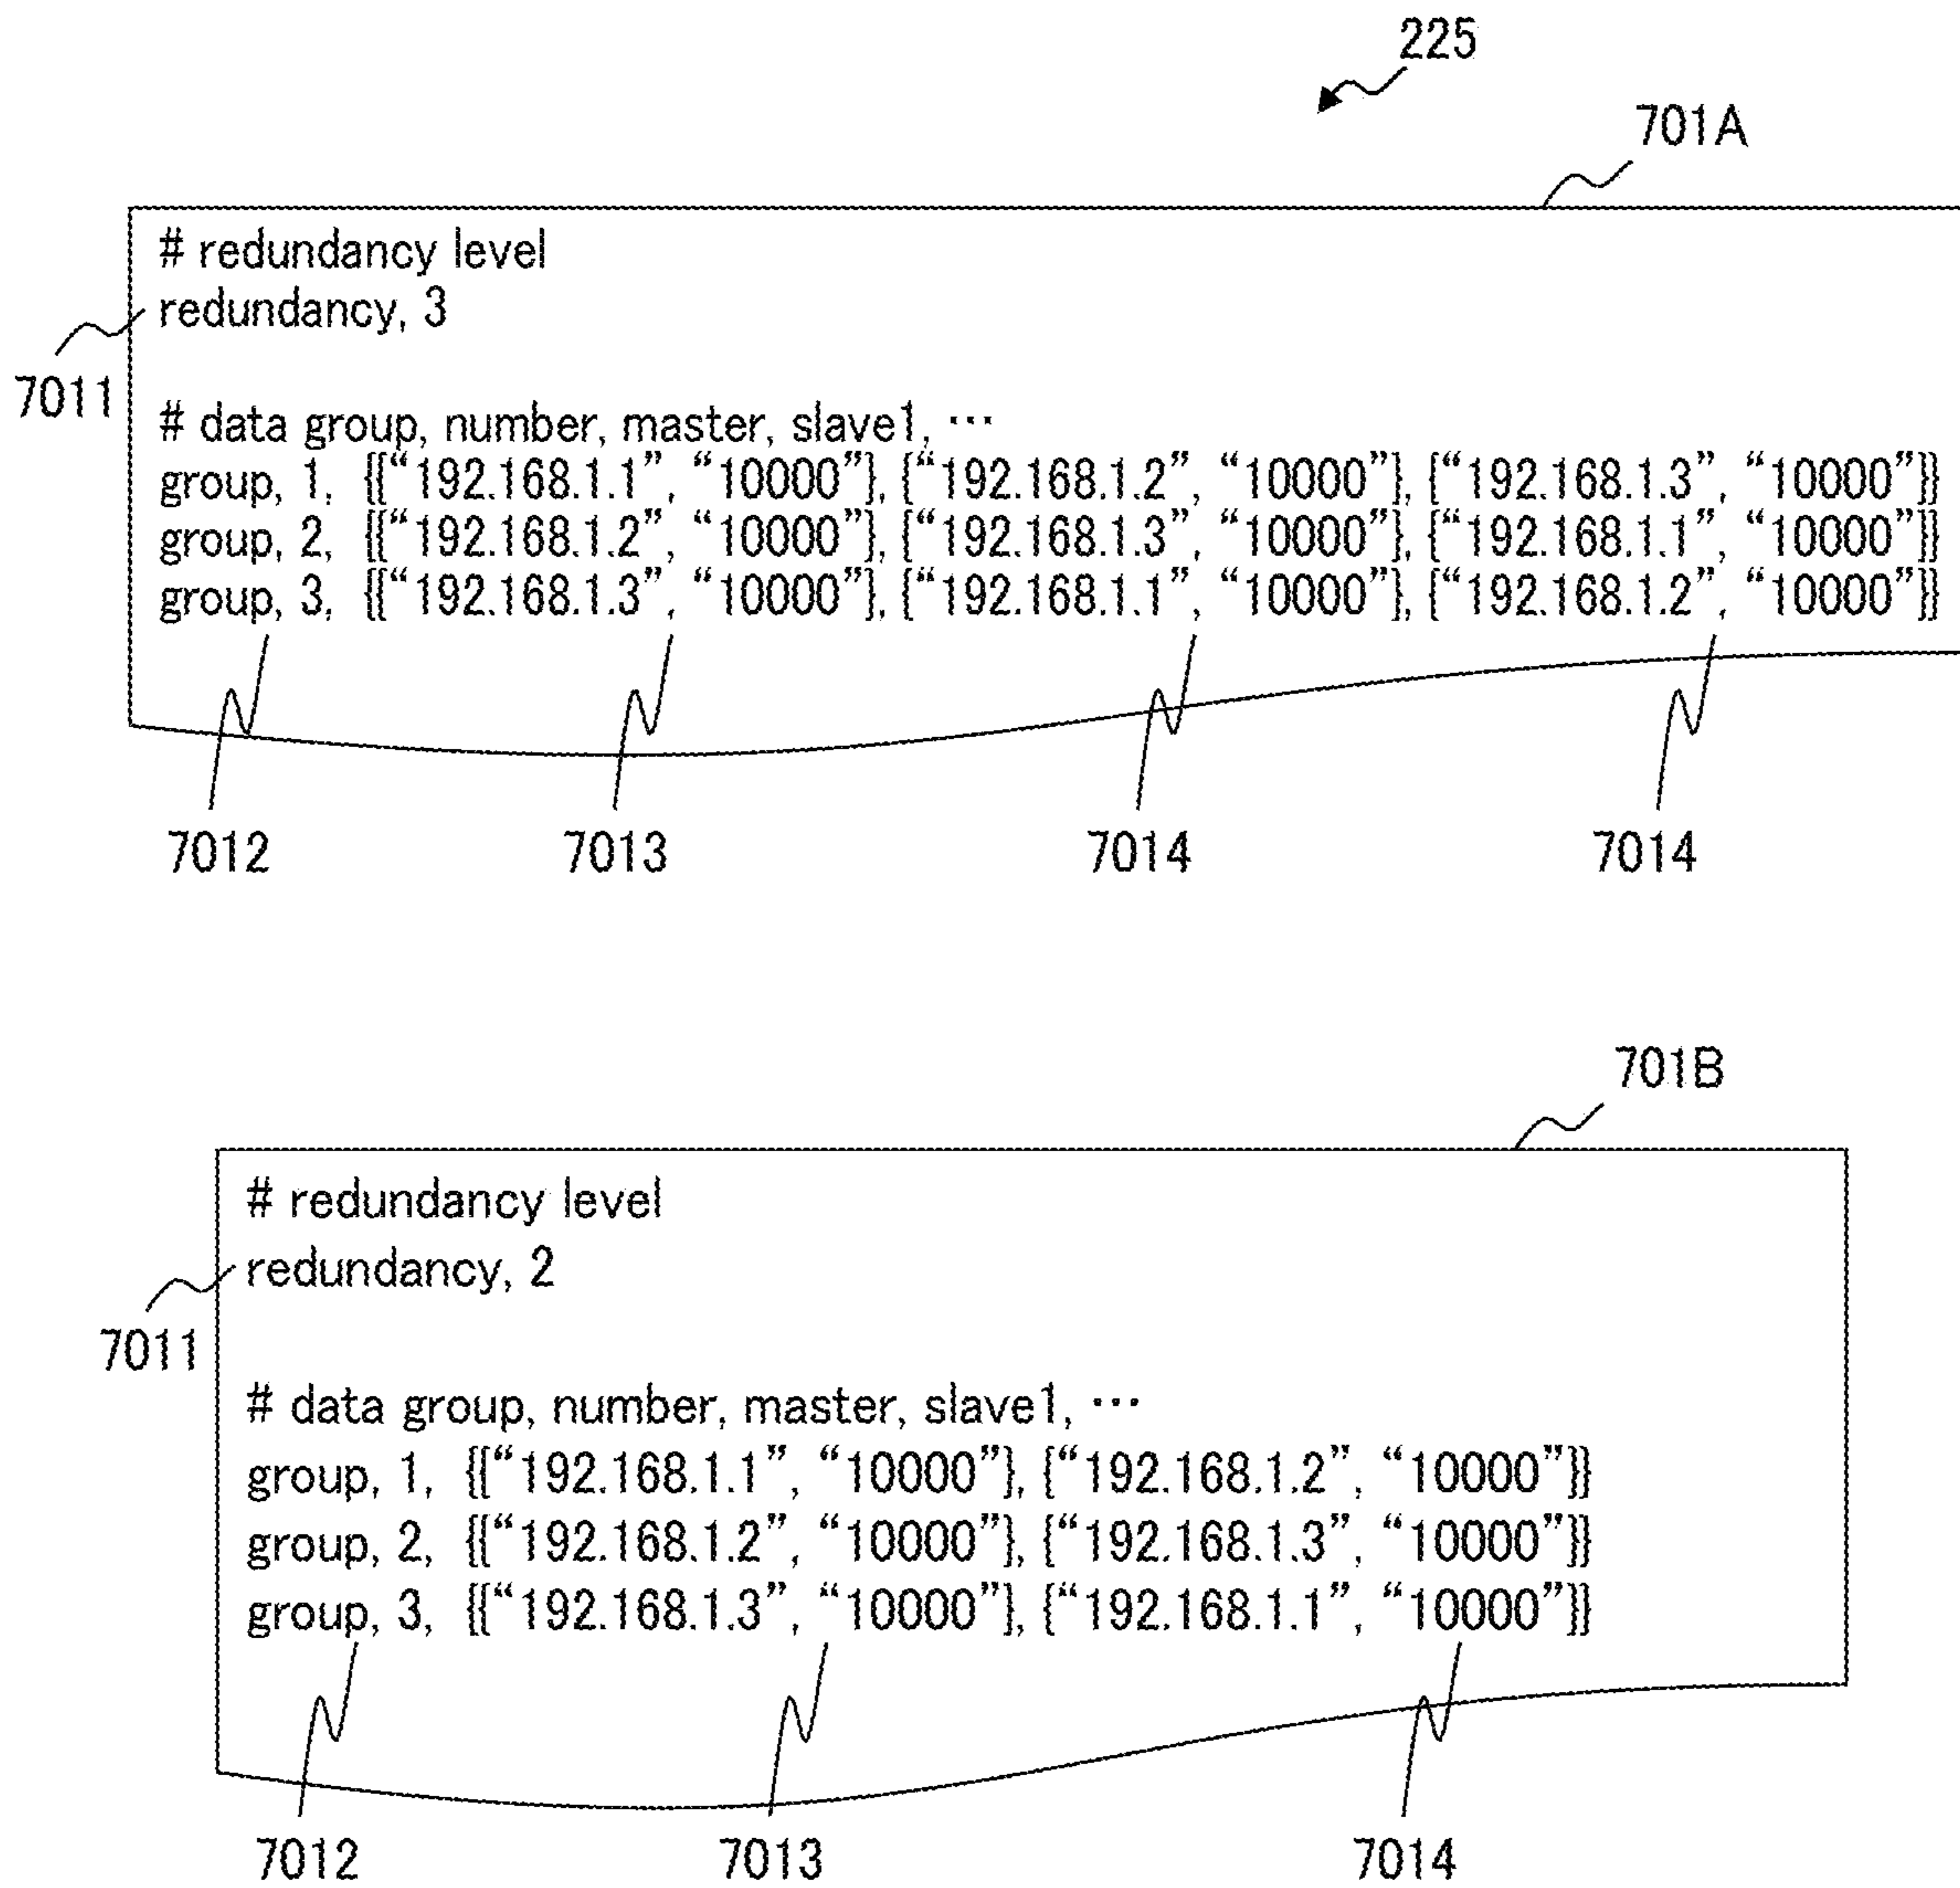 225
701A
# redundancy level
redundancy, 3
7011
# data group, number, master, slave1, ⋯
group, 1, {[“192.168.1.1”, “10000”], {“192.168.1.2”, “10000”], {“192.168.1.3”, “10000”]}
group, 2, {[“192.168.1.2”, “10000”], {“192.168.1.3”, “10000”], {“192.168.1.1”, “10000”]}
group, 3, {[“192.168.1.3”, “10000”], {“192.168.1.1”, “10000”], {“192.168.1.2”, “10000”]}
7012 7013 7014 7014
701B
# redundancy level
redundancy, 2
7011
# data group, number, master, slave1, ⋯
group, 1, {[“192.168.1.1”, “10000”], {“192.168.1.2”, “10000”]}
group, 2, {[“192.168.1.2”, “10000”], {“192.168.1.3”, “10000”]}
group, 3, {[“192.168.1.3”, “10000”], {“192.168.1.1”, “10000”]}
7012 7013 7014